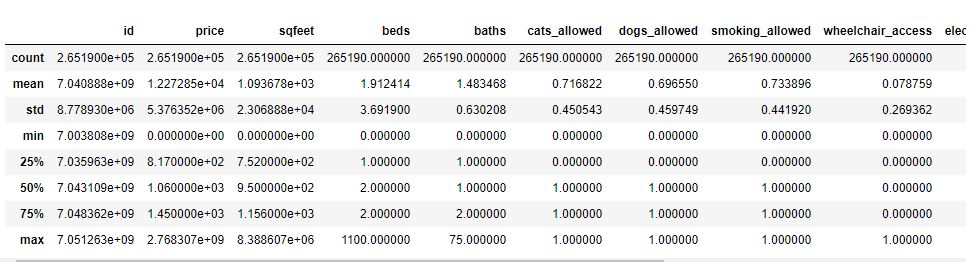 id price sqfeet beds baths cats_allowed dogs_allowed smoking_allowed wheelchair_access elec
count 2.651900e+05 2.651900e+05 2.651900e+05 265190.000000 265190.000000 265190.000000 265190.000000 265190.000000 265190.000000
mean 7.040888e+09 1.227285e+04 1.093678e+03 1.912414 1.483468 0.716822 0.696550 0.733896 0.078759
std 8.778930e+06 5.376352e+06 2.306888e+04 3.691900 0.630208 0.450543 0.459749 0.441920 0.269362
min 7.003808e+09 0.000000e+00 0.000000e+00 0.000000 0.000000 0.000000 0.000000 0.000000 0.000000
25% 7.035963e+09 8.170000e+02 7.520000e+02 1.000000 1.000000 0.000000 0.000000 0.000000 0.000000
50% 7.043109e+09 1.060000e+03 9.500000e+02 2.000000 1.000000 1.000000 1.000000 1.000000 0.000000
75% 7.048362e+09 1.450000e+03 1.156000e+03 2.000000 2.000000 1.000000 1.000000 1.000000 0.000000
max 7.051263e+09 2.768307e+09 8.388607e+06 1100.000000 75.000000 1.000000 1.000000 1.000000 1.000000